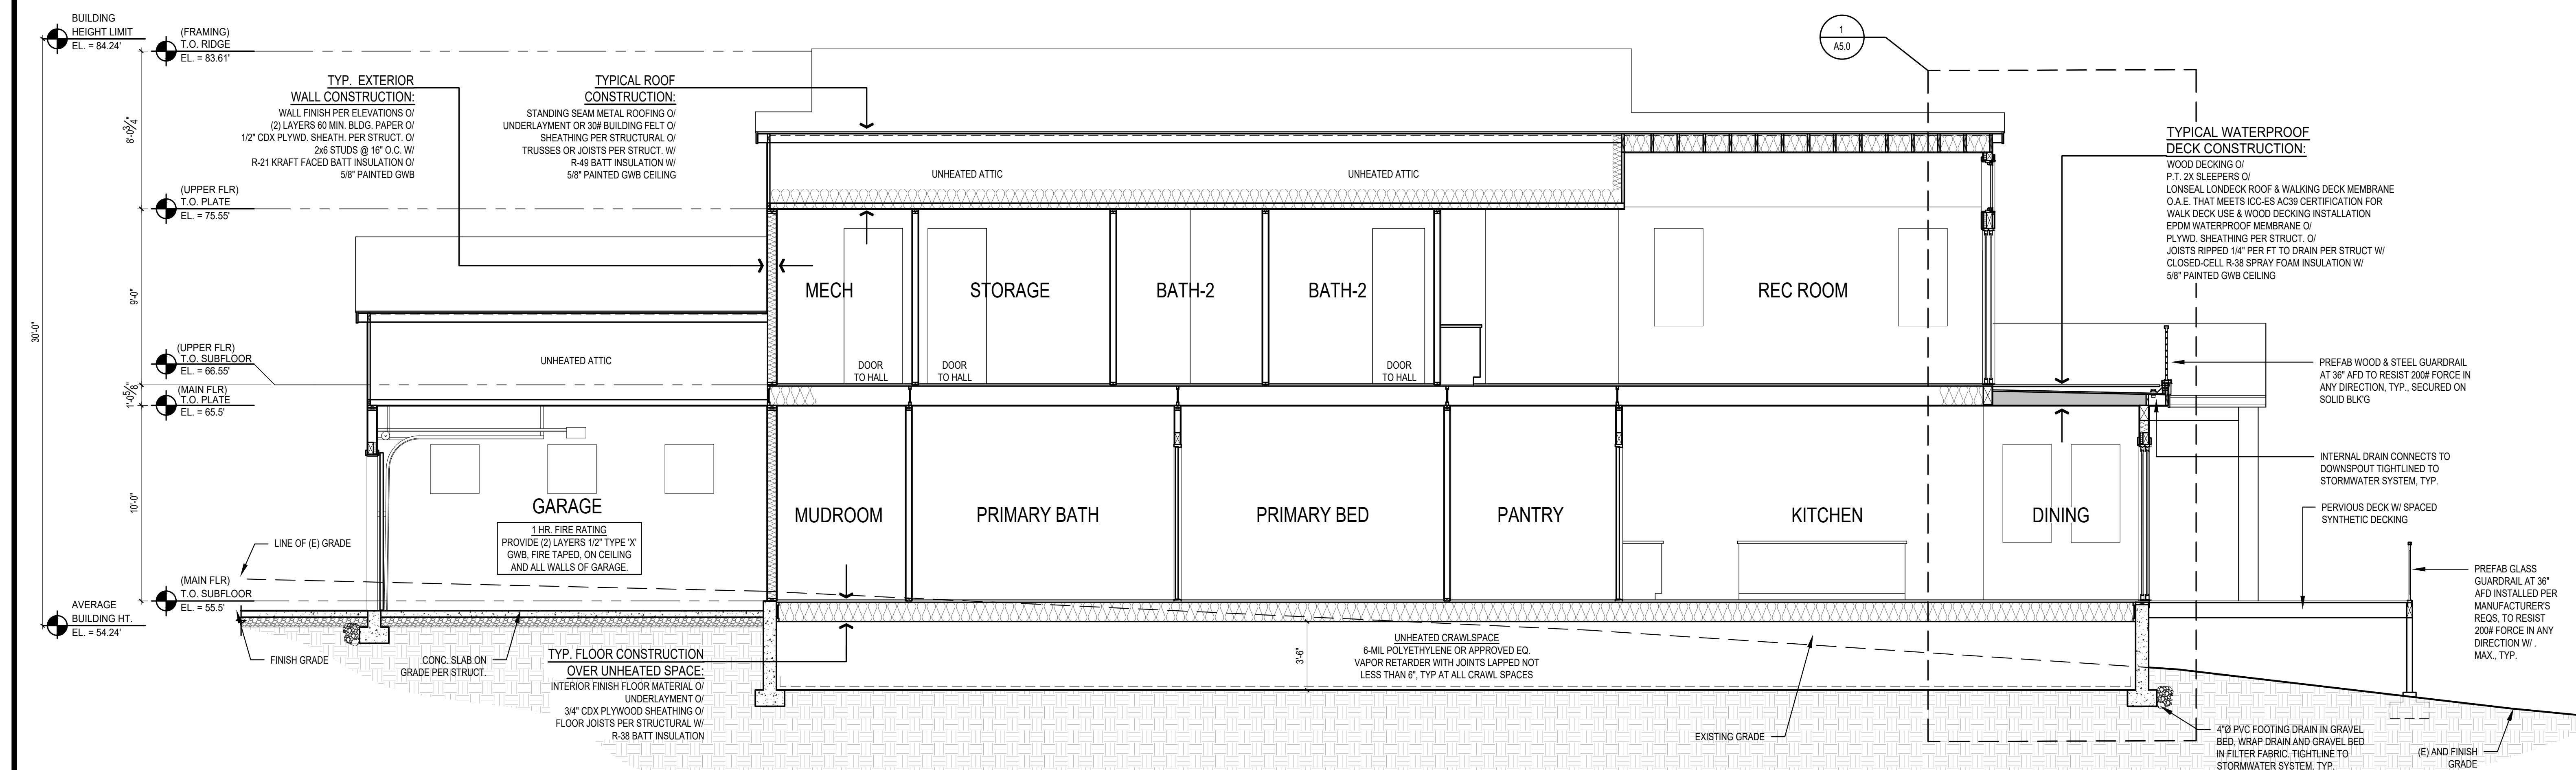 BUILDING
HEIGHT LIMIT
EL. = 84.24'
(FRAMING)
T.O. RIDGE
EL. = 83.61'
8'-0 3/4"
(UPPER FLR)
T.O. PLATE
EL. = 75.55'
9'-0"
30'-0"
(UPPER FLR)
T.O. SUBFLOOR
EL. = 66.55'
1'-0 5/8"
(MAIN FLR)
T.O. PLATE
EL. = 65.5'
10'-0"
(MAIN FLR)
T.O. SUBFLOOR
EL. = 55.5'
AVERAGE
BUILDING HT.
EL. = 54.24'
TYP. EXTERIOR
WALL CONSTRUCTION:
WALL FINISH PER ELEVATIONS O/
(2) LAYERS 60 MIN. BLDG. PAPER O/
1/2" CDX PLYWD. SHEATH. PER STRUCT. O/
2x6 STUDS @ 16" O.C. W/
R-21 KRAFT FACED BATT INSULATION O/
5/8" PAINTED GWB
TYPICAL ROOF
CONSTRUCTION:
STANDING SEAM METAL ROOFING O/
UNDERLAYMENT OR 30# BUILDING FELT O/
SHEATHING PER STRUCTURAL O/
TRUSSES OR JOISTS PER STRUCT. W/
R-49 BATT INSULATION W/
5/8" PAINTED GWB CEILING
1
A5.0
TYPICAL WATERPROOF
DECK CONSTRUCTION:
WOOD DECKING O/
P.T. 2X SLEEPERS O/
LONSEAL LONDECK ROOF & WALKING DECK MEMBRANE
O.A.E. THAT MEETS ICC-ES AC39 CERTIFICATION FOR
WALK DECK USE & WOOD DECKING INSTALLATION
EPDM WATERPROOF MEMBRANE O/
PLYWD. SHEATHING PER STRUCT. O/
JOISTS RIPPED 1/4" PER FT TO DRAIN PER STRUCT W/
CLOSED-CELL R-38 SPRAY FOAM INSULATION W/
5/8" PAINTED GWB CEILING
UNHEATED ATTIC
UNHEATED ATTIC
MECH
STORAGE
BATH-2
BATH-2
REC ROOM
DOOR
TO HALL
DOOR
TO HALL
DOOR
TO HALL
UNHEATED ATTIC
PREFAB WOOD & STEEL GUARDRAIL
AT 36" AFD TO RESIST 200# FORCE IN
ANY DIRECTION, TYP., SECURED ON
SOLID BLK'G
INTERNAL DRAIN CONNECTS TO
DOWNSPOUT TIGHTLINED TO
STORMWATER SYSTEM, TYP.
PERVIOUS DECK W/ SPACED
SYNTHETIC DECKING
PREFAB GLASS
GUARDRAIL AT 36"
AFD INSTALLED PER
MANUFACTURER'S
REQS, TO RESIST
200# FORCE IN ANY
DIRECTION W/ .
MAX., TYP.
GARAGE
1 HR. FIRE RATING
PROVIDE (2) LAYERS 1/2" TYPE 'X'
GWB, FIRE TAPED, ON CEILING
AND ALL WALLS OF GARAGE.
MUDROOM
PRIMARY BATH
PRIMARY BED
PANTRY
KITCHEN
DINING
LINE OF (E) GRADE
FINISH GRADE
CONC. SLAB ON
GRADE PER STRUCT.
TYP. FLOOR CONSTRUCTION
OVER UNHEATED SPACE:
INTERIOR FINISH FLOOR MATERIAL O/
UNDERLAYMENT O/
3/4" CDX PLYWOOD SHEATHING O/
FLOOR JOISTS PER STRUCTURAL W/
R-38 BATT INSULATION
3'-6"
UNHEATED CRAWLSPACE
6-MIL POLYETHYLENE OR APPROVED EQ.
VAPOR RETARDER WITH JOINTS LAPPED NOT
LESS THAN 6", TYP AT ALL CRAWL SPACES
EXISTING GRADE
4"Ø PVC FOOTING DRAIN IN GRAVEL
BED, WRAP DRAIN AND GRAVEL BED
IN FILTER FABRIC. TIGHTLINE TO
STORMWATER SYSTEM, TYP.
(E) AND FINISH
GRADE